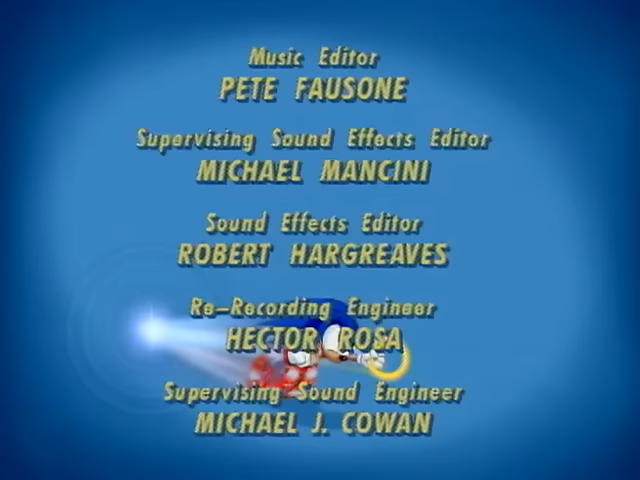 Music Editor
PETE FAUSONE
Supervising Sound Effects Editor
MICHAEL MANCINI
Sound Effects Editor
ROBERT HARGREAVES
Re-Recording Engineer
HECTOR ROSA
Supervising Sound Engineer
MICHAEL J. COWAN